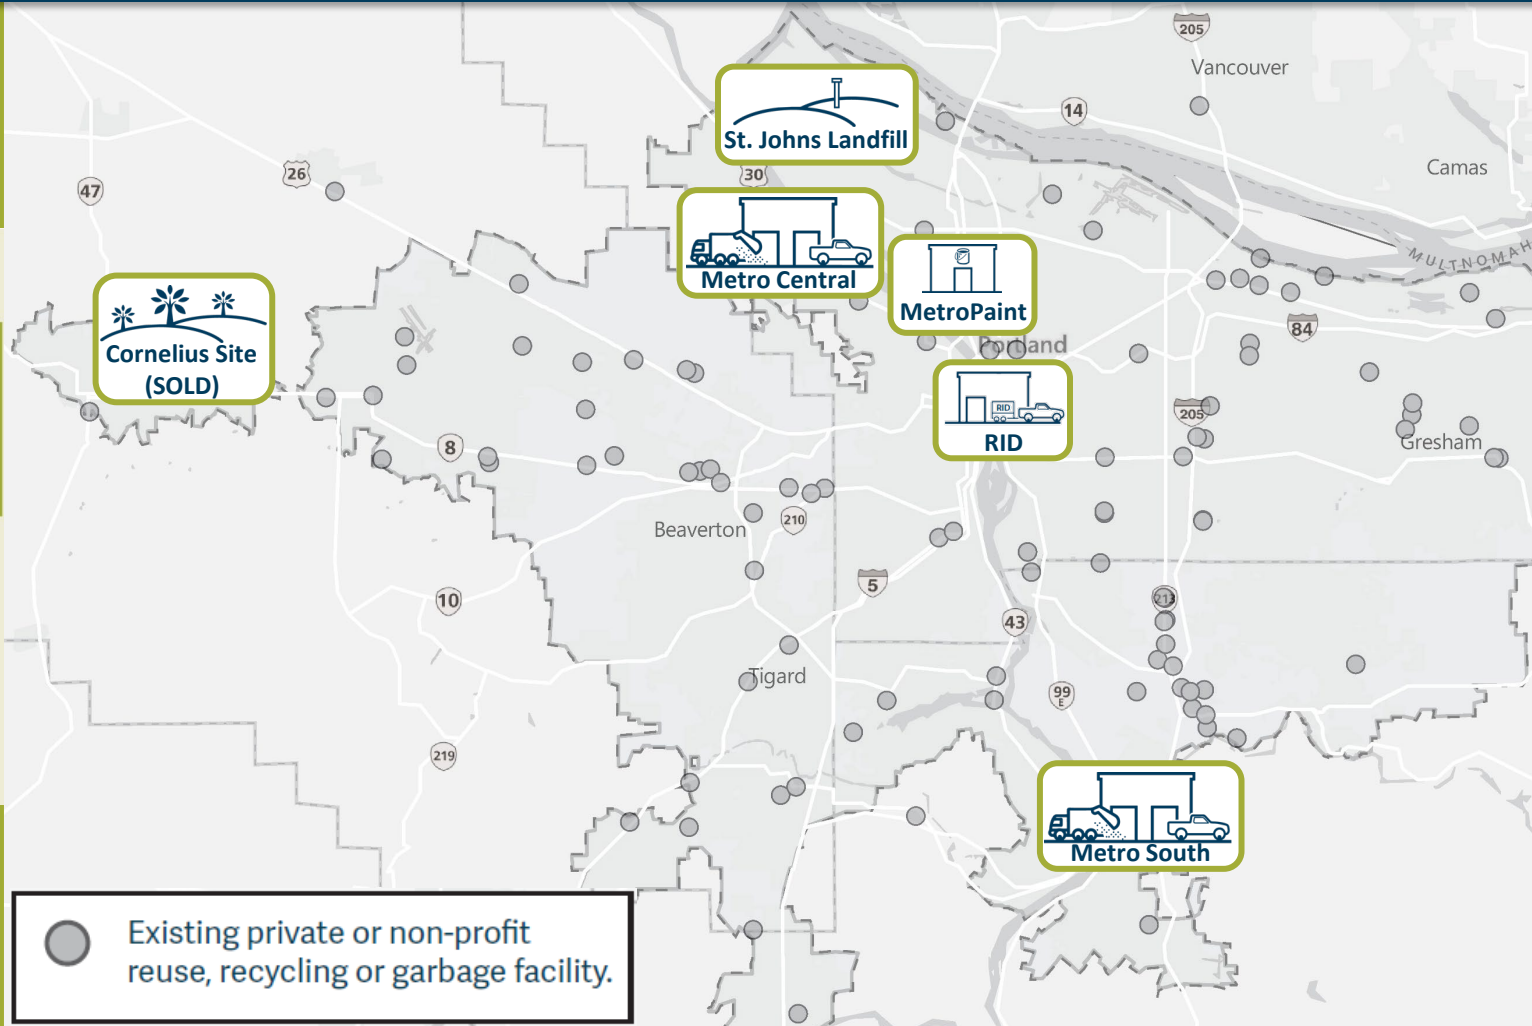 205
Vancouver
14
St. Johns Landfill
Camas
26
30
47
MULTNOMAH
Metro Central
MetroPaint
84
Portland
Cornelius Site
(SOLD)
205
RID
RID
Gresham
8
Beaverton
210
5
10
213
43
Tigard
99
E
219
Metro South
Existing private or non-profit
reuse, recycling or garbage facility.